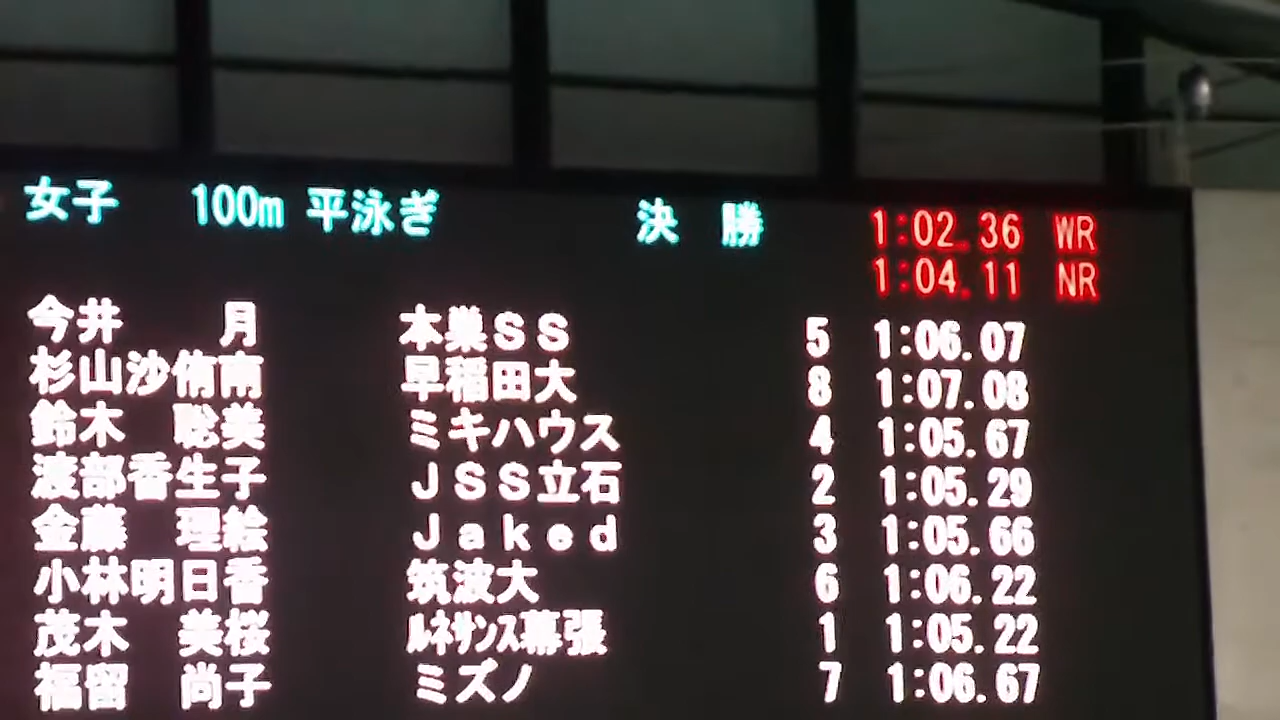 女子 100m 平泳ぎ 決 勝 1:02.36 WR
1:04.11 NR
今井 月 本巣SS 5 1:06.07
杉山沙侑南 早稲田大 8 1:07.08
鈴木 聡美 ミキハウス 4 1:05.67
渡部香生子 JSS立石 2 1:05.29
金藤 理絵 Jaked 3 1:05.66
小林明日香 筑波大 6 1:06.22
茂木 美桜 ルネサンス幕張 1 1:05.22
福留 尚子 ミズノ 7 1:06.67